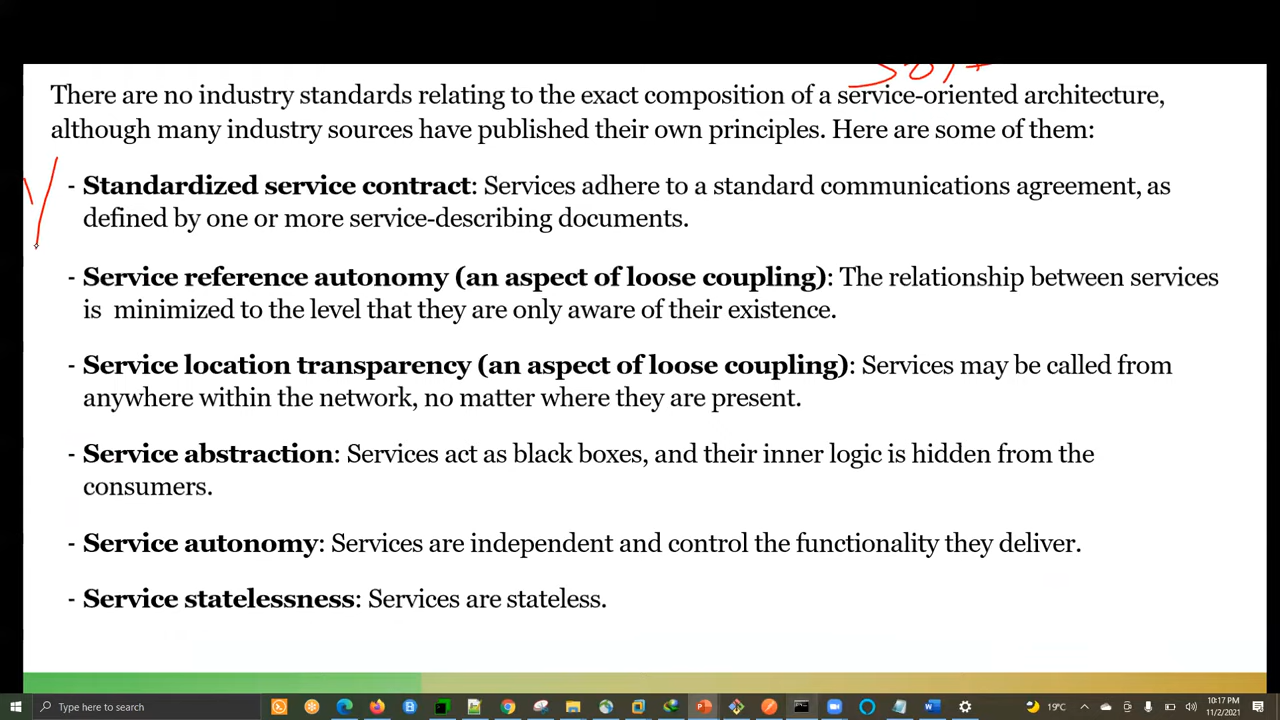 There are no industry standards relating to the exact composition of a service-oriented architecture,
although many industry sources have published their own principles. Here are some of them:
- Standardized service contract: Services adhere to a standard communications agreement, as
defined by one or more service-describing documents.
- Service reference autonomy (an aspect of loose coupling): The relationship between services
is minimized to the level that they are only aware of their existence.
- Service location transparency (an aspect of loose coupling): Services may be called from
anywhere within the network, no matter where they are present.
- Service abstraction: Services act as black boxes, and their inner logic is hidden from the
consumers.
- Service autonomy: Services are independent and control the functionality they deliver.
- Service statelessness: Services are stateless.
Type here to search
19°C
10:17 PM
11/2/2021